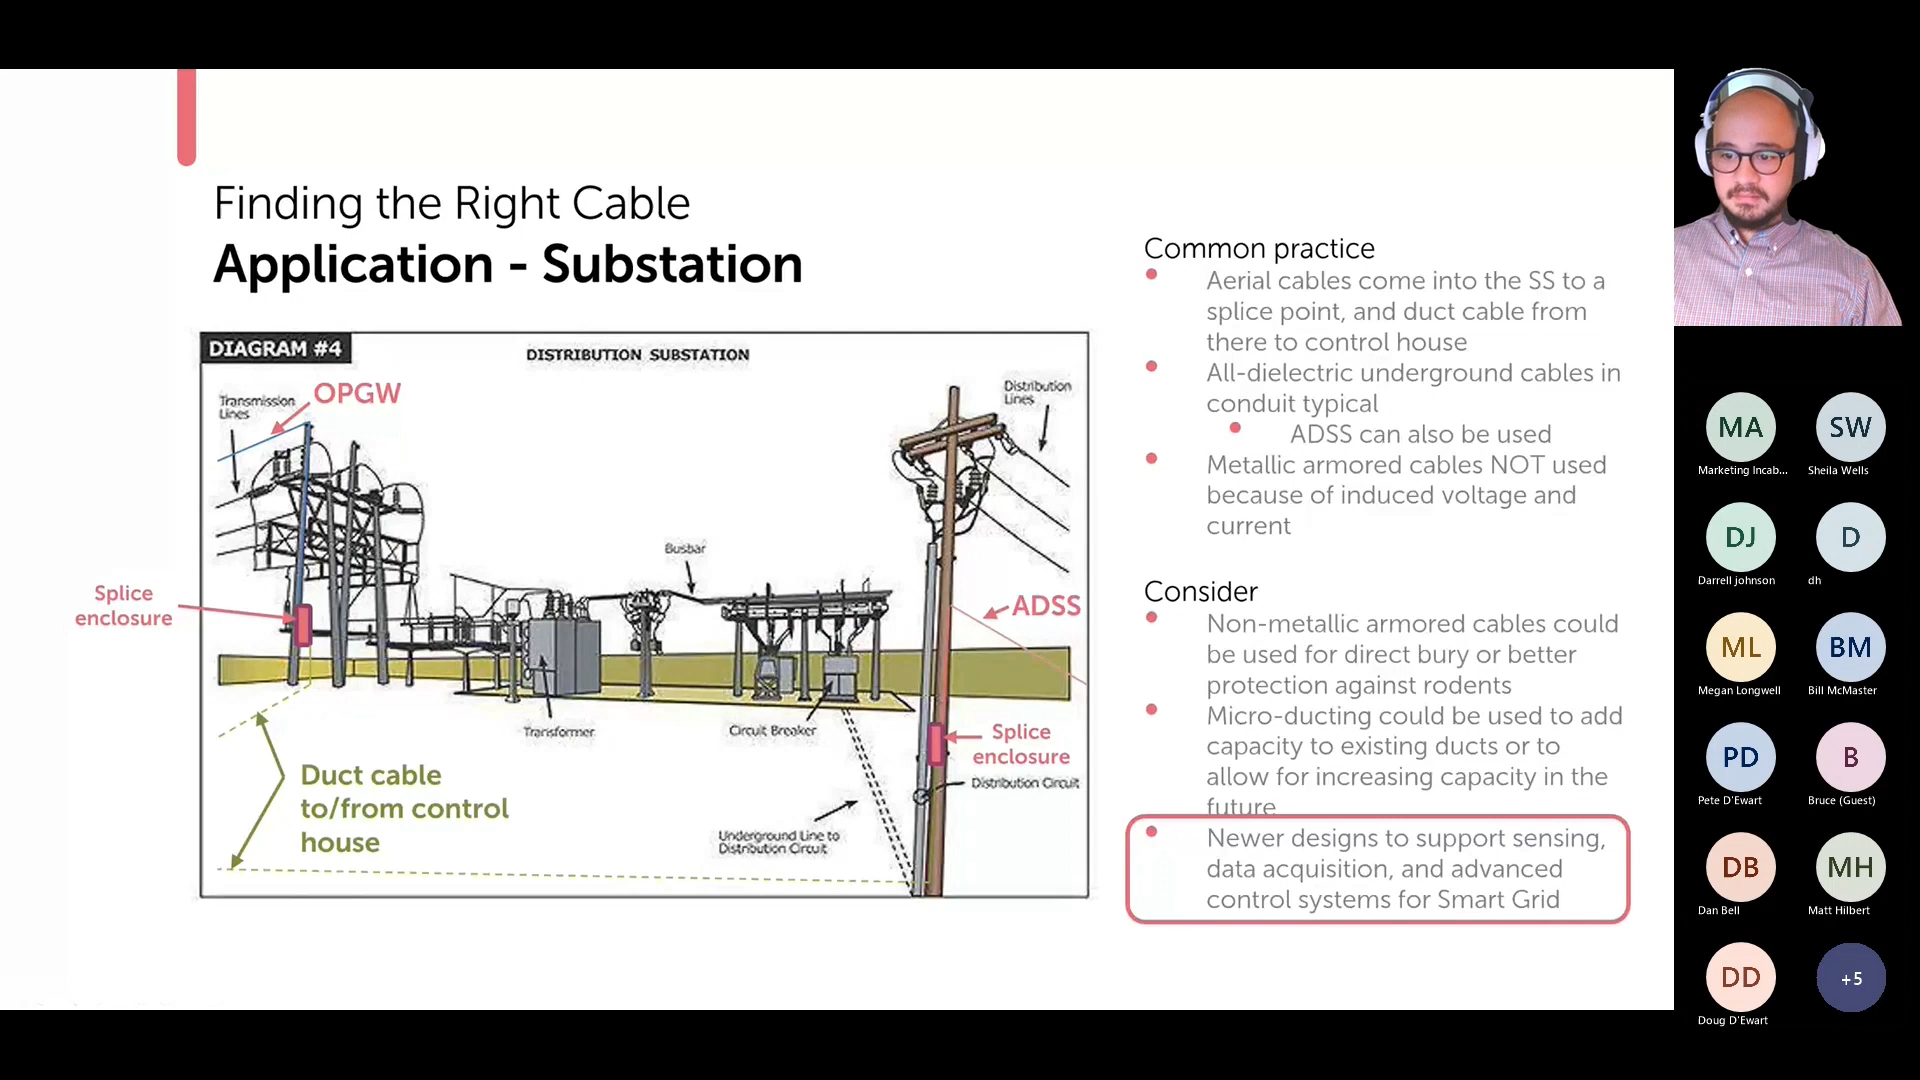 Finding the Right Cable
Application - Substation
DIAGRAM #4
DISTRIBUTION SUBSTATION
Transmission
Lines
OPGW
Distribution
Lines
Busbar
ADSS
Splice
enclosure
Transformer
Circuit Breaker
Splice
enclosure
Distribution Circuit
Duct cable
to/from control
house
Underground Line to
Distribution Circuit
Common practice
Aerial cables come into the SS to a
splice point, and duct cable from
there to control house
All-dielectric underground cables in
conduit typical
ADSS can also be used
Metallic armored cables NOT used
because of induced voltage and
current
Consider
Non-metallic armored cables could
be used for direct bury or better
protection against rodents
Micro-ducting could be used to add
capacity to existing ducts or to
allow for increasing capacity in the
future
Newer designs to support sensing,
data acquisition, and advanced
control systems for Smart Grid
MA
Marketing Incab...
SW
Sheila Wells
DJ
Darrell johnson
D
dh
ML
Megan Longwell
BM
Bill McMaster
PD
Pete D'Ewart
B
Bruce (Guest)
DB
Dan Bell
MH
Matt Hilbert
DD
Doug D'Ewart
+5